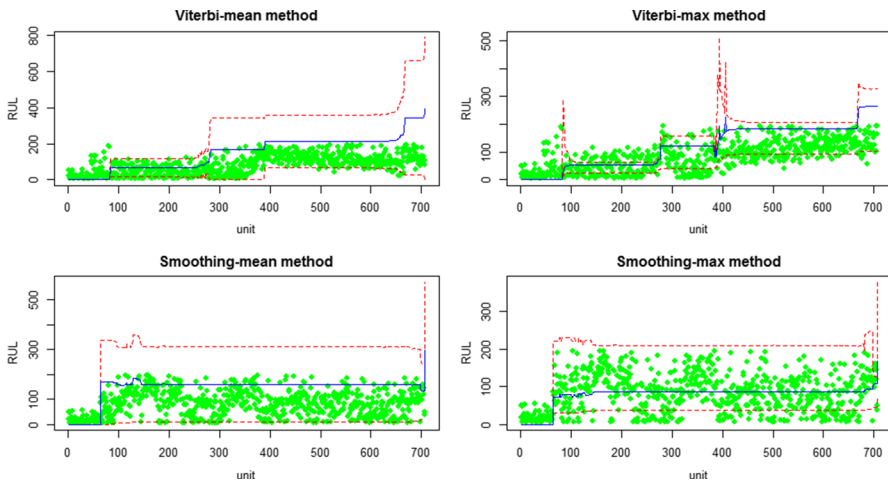 Viterbi-mean method
RUL
0 200 400 600 800
0 100 200 300 400 500 600 700
unit
Viterbi-max method
RUL
0 100 300 500
0 100 200 300 400 500 600 700
unit
Smoothing-mean method
RUL
0 100 300 500
0 100 200 300 400 500 600 700
unit
Smoothing-max method
RUL
0 100 200 300
0 100 200 300 400 500 600 700
unit